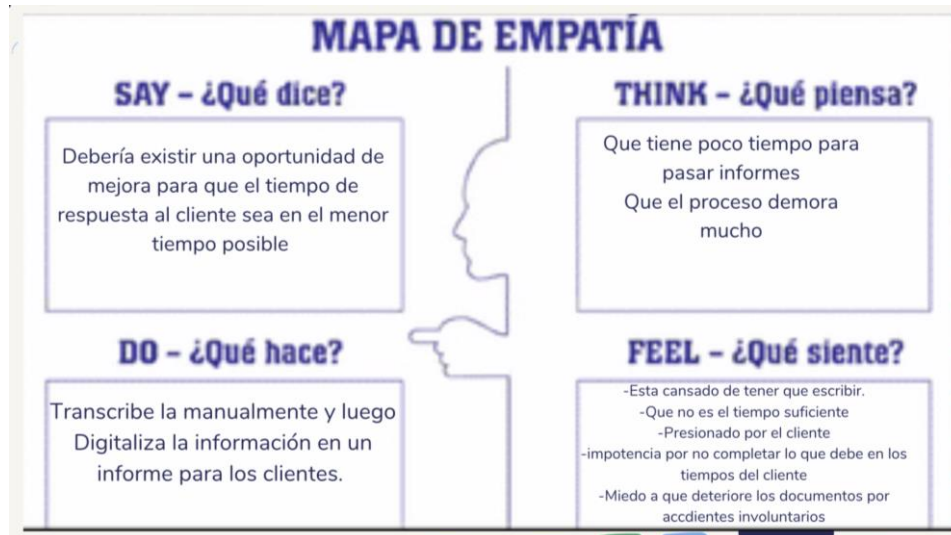 MAPA DE EMPATÍA
SAY – ¿Qué dice?
Debería existir una oportunidad de
mejora para que el tiempo de
respuesta al cliente sea en el menor
tiempo posible
THINK – ¿Qué piensa?
Que tiene poco tiempo para
pasar informes
Que el proceso demora
mucho
DO – ¿Qué hace?
Transcribe la manualmente y luego
Digitaliza la información en un
informe para los clientes.
FEEL – ¿Qué siente?
-Esta cansado de tener que escribir.
-Que no es el tiempo suficiente
-Presionado por el cliente
-impotencia por no completar lo que debe en los
tiempos del cliente
-Miedo a que deteriore los documentos por
accdientes involuntarios